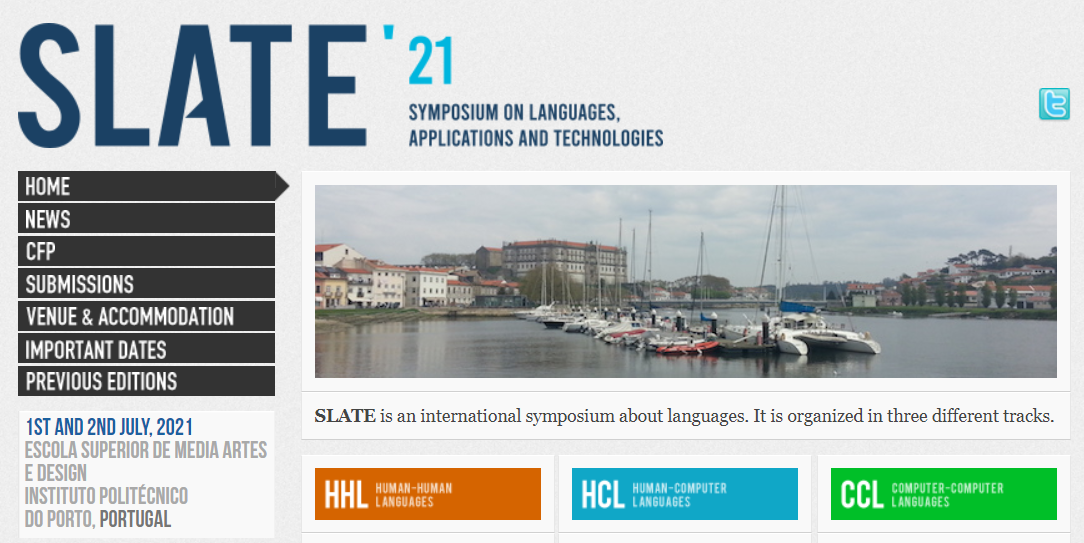 SLATE '21
SYMPOSIUM ON LANGUAGES,
APPLICATIONS AND TECHNOLOGIES
HOME
NEWS
CFP
SUBMISSIONS
VENUE & ACCOMMODATION
IMPORTANT DATES
PREVIOUS EDITIONS
1ST AND 2ND JULY, 2021
ESCOLA SUPERIOR DE MEDIA ARTES
E DESIGN
INSTITUTO POLITÉCNICO
DO PORTO, PORTUGAL
SLATE is an international symposium about languages. It is organized in three different tracks.
HHL HUMAN-HUMAN
LANGUAGES
HCL HUMAN-COMPUTER
LANGUAGES
CCL COMPUTER-COMPUTER
LANGUAGES